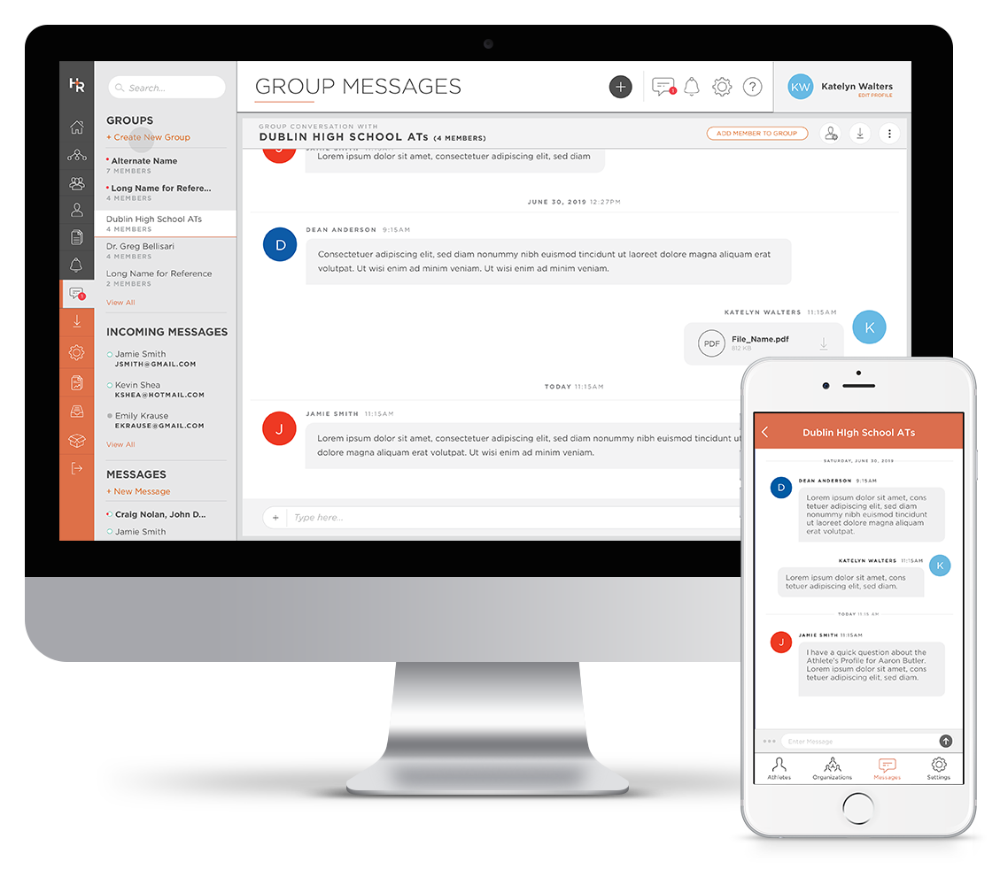 H+R
Search...
GROUPS
+ Create New Group
Alternate Name
7 MEMBERS
Long Name for Refere...
4 MEMBERS
Dublin High School ATs
4 MEMBERS
Dr. Greg Bellisari
4 MEMBERS
Long Name for Reference
2 MEMBERS
View All
INCOMING MESSAGES
Jamie Smith
JSMITH@GMAIL.COM
Kevin Shea
KSHEA@HOTMAIL.COM
Emily Krause
EKRAUSE@GMAIL.COM
View All
MESSAGES
+ New Message
Craig Nolan, John D...
Jamie Smith
1
GROUP MESSAGES
+
1
?
KW
Katelyn Walters
EDIT PROFILE
GROUP CONVERSATION WITH
DUBLIN HIGH SCHOOL ATs (4 MEMBERS)
ADD MEMBER TO GROUP
J
JAMIE SMITH 11:15AM
Lorem ipsum dolor sit amet, consectetuer adipiscing elit, sed diam
JUNE 30, 2019 12:27PM
D
DEAN ANDERSON 9:15AM
Consectetuer adipiscing elit, sed diam nonummy nibh euismod tincidunt ut laoreet dolore magna aliquam erat
volutpat. Ut wisi enim ad minim veniam. Ut wisi enim ad minim veniam.
KATELYN WALTERS 11:15AM
K
PDF
File_Name.pdf
812 KB
TODAY 11:15AM
J
JAMIE SMITH 11:15AM
Lorem ipsum dolor sit amet, consectetuer adipiscing elit, sed diam nonummy nibh euismod tincidunt ut
dolore magna aliquam erat volutpat. Ut wisi enim ad minim veniam.
+
Type here...
Dublin HIgh School ATs
SATURDAY, JUNE 30, 2019
D
DEAN ANDERSON 9:15AM
Lorem ipsum dolor sit amet, cons
tetuer adipiscing elit, sed diam
nonummy nibh euismod tincidunt
ut laoreet dolore magna aliquam
erat volutpat.
KATELYN WALTERS 11:15AM
K
Lorem ipsum dolor sit amet, cons
tetuer adipiscing elit, sed diam.
TODAY 11:15 AM
J
JAMIE SMITH 11:15AM
I have a quick question about the
Athlete's Profile for Aaron Butler.
Lorem ipsum dolor sit amet, cons
tetuer adipiscing elit, sed diam.
Enter Message
Athletes
Organizations
Messages
Settings